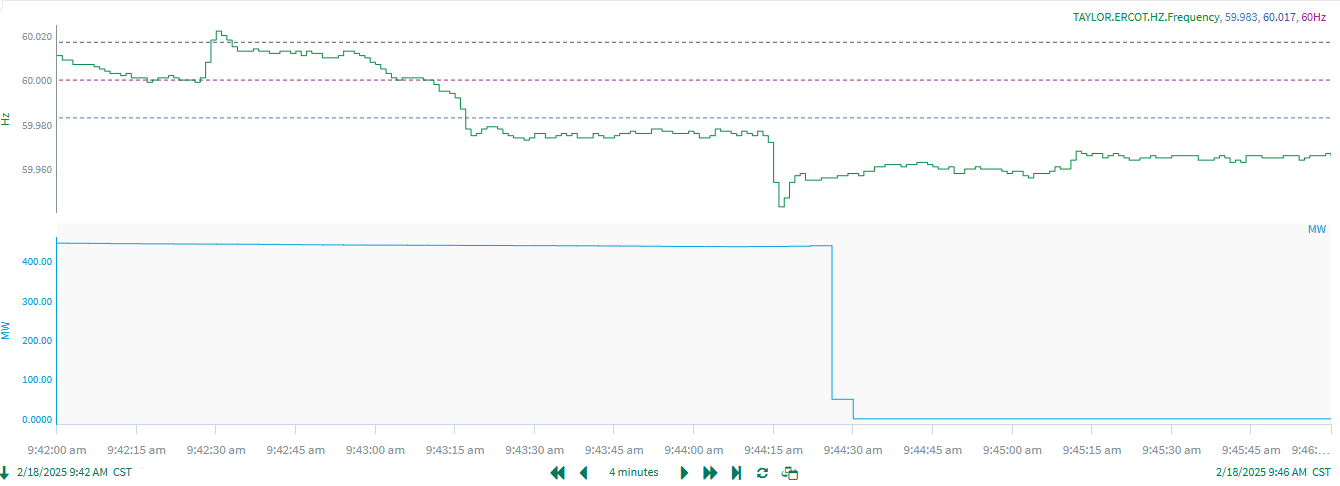 TAYLOR.ERCOT.HZ.Frequency, 59.983, 60.017, 60Hz
60.020
60.000
Hz
59.980
59.960
MW
400.00
300.00
MW
200.00
100.00
0.0000
9:42:00 am 9:42:15 am 9:42:30 am 9:42:45 am 9:43:00 am 9:43:15 am 9:43:30 am 9:43:45 am 9:44:00 am 9:44:15 am 9:44:30 am 9:44:45 am 9:45:00 am 9:45:15 am 9:45:30 am 9:45:45 am 9:46:...
2/18/2025 9:42 AM CST 4 minutes 2/18/2025 9:46 AM CST